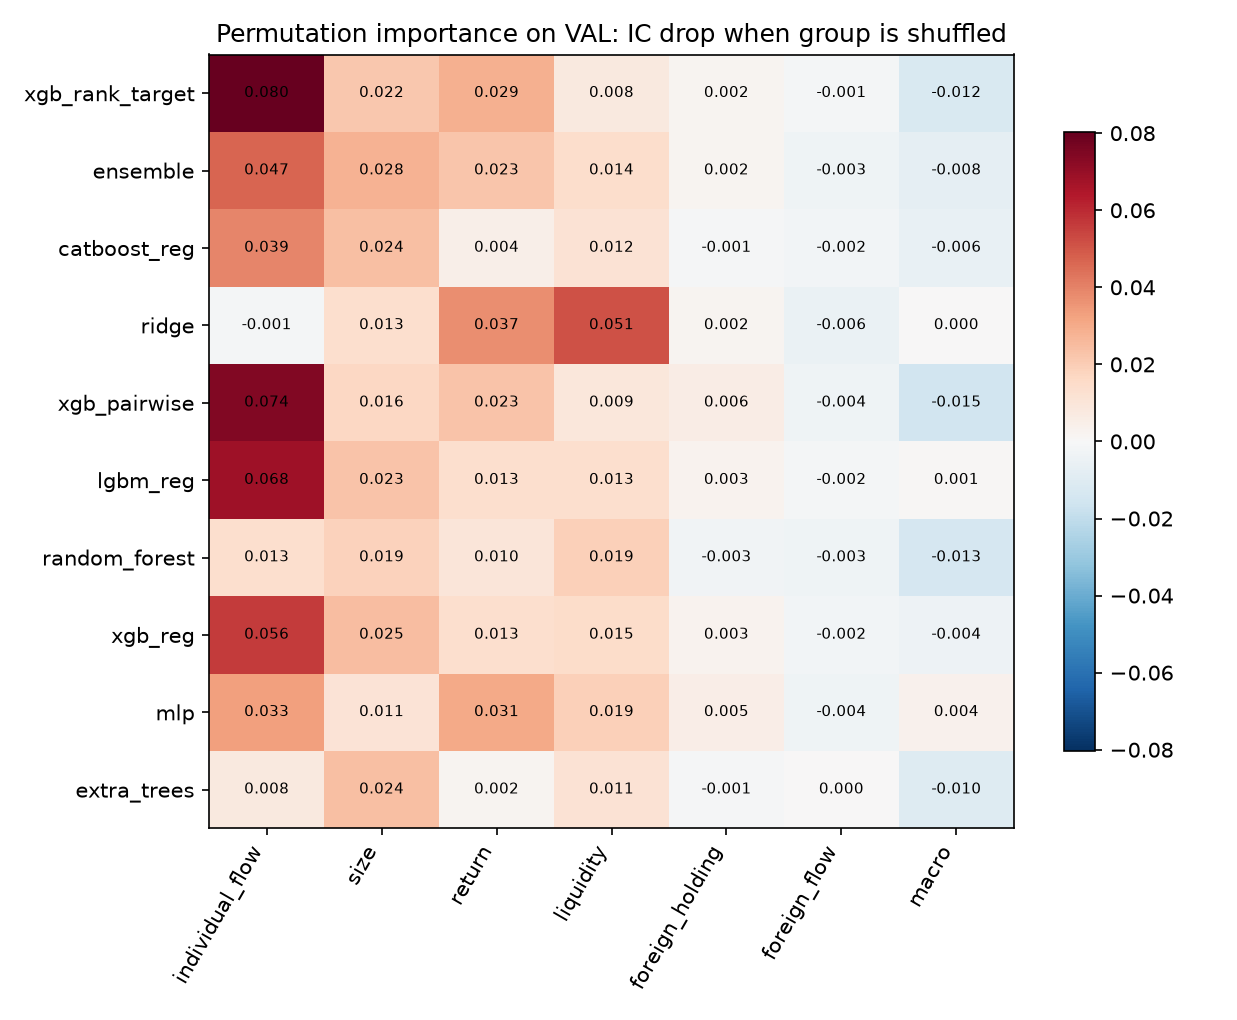 Permutation importance on VAL: IC drop when group is shuffled
xgb_rank_target 0.080 0.022 0.029 0.008 0.002 -0.001 -0.012
ensemble 0.047 0.028 0.023 0.014 0.002 -0.003 -0.008
catboost_reg 0.039 0.024 0.004 0.012 -0.001 -0.002 -0.006
ridge -0.001 0.013 0.037 0.051 0.002 -0.006 0.000
xgb_pairwise 0.074 0.016 0.023 0.009 0.006 -0.004 -0.015
lgbm_reg 0.068 0.023 0.013 0.013 0.003 -0.002 0.001
random_forest 0.013 0.019 0.010 0.019 -0.003 -0.003 -0.013
xgb_reg 0.056 0.025 0.013 0.015 0.003 -0.002 -0.004
mlp 0.033 0.011 0.031 0.019 0.005 -0.004 0.004
extra_trees 0.008 0.024 0.002 0.011 -0.001 0.000 -0.010
individual_flow
size
return
liquidity
foreign_holding
foreign_flow
macro
0.08
0.06
0.04
0.02
0.00
−0.02
−0.04
−0.06
−0.08